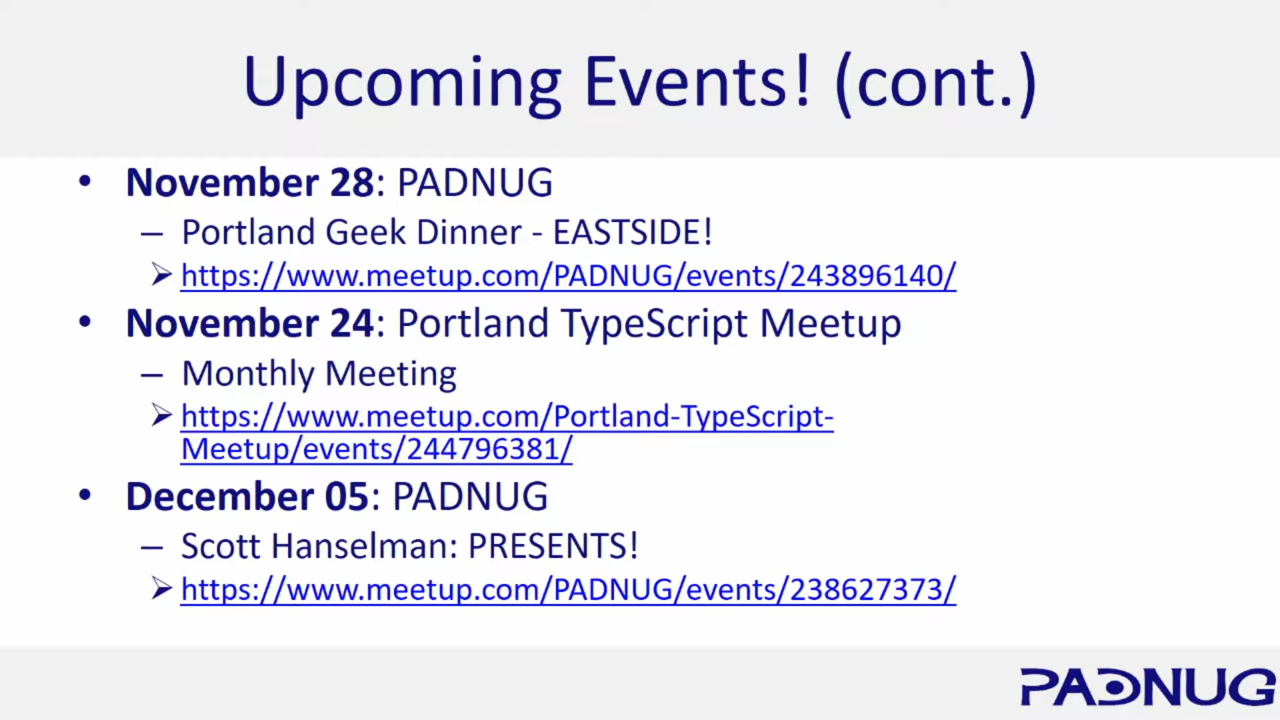 Upcoming Events! (cont.)
• November 28: PADNUG
– Portland Geek Dinner - EASTSIDE!
➢ https://www.meetup.com/PADNUG/events/243896140/
• November 24: Portland TypeScript Meetup
– Monthly Meeting
➢ https://www.meetup.com/Portland-TypeScript-
Meetup/events/244796381/
• December 05: PADNUG
– Scott Hanselman: PRESENTS!
➢ https://www.meetup.com/PADNUG/events/238627373/
PADNUG